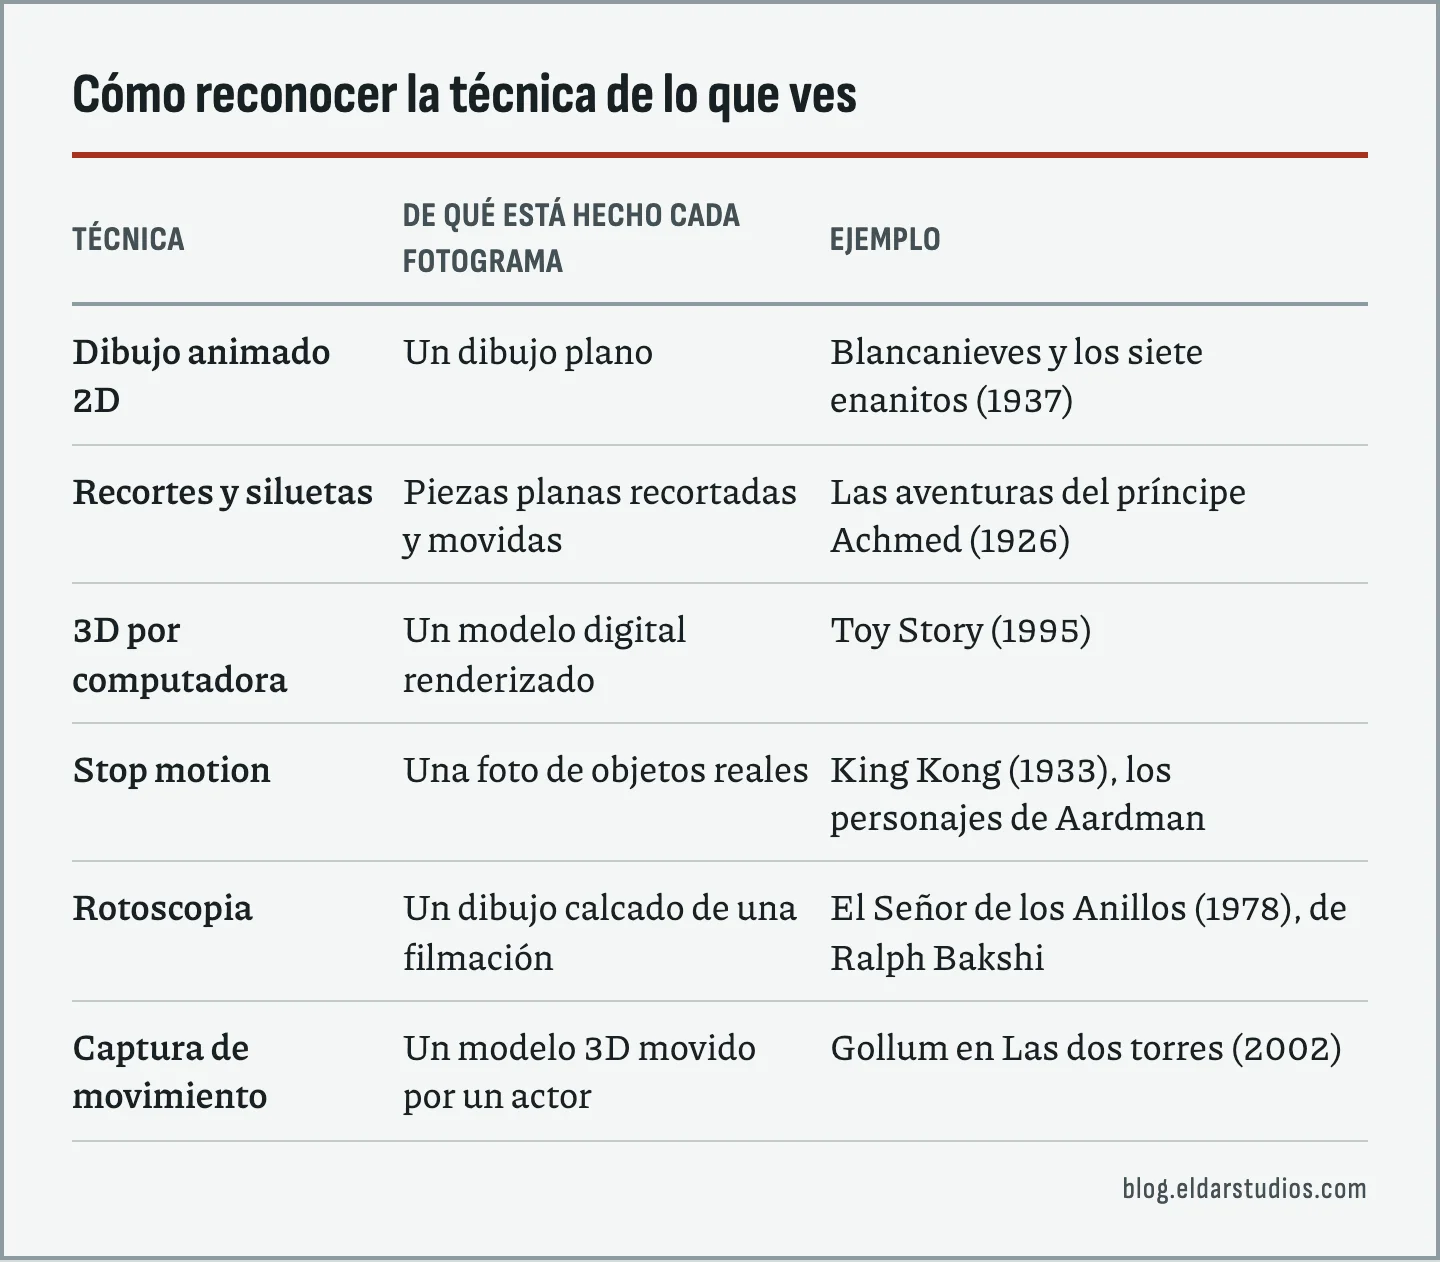 Cómo reconocer la técnica de lo que ves
TÉCNICA
DE QUÉ ESTÁ HECHO CADA
FOTOGRAMA
EJEMPLO
Dibujo animado
2D
Un dibujo plano
Blancanieves y los siete
enanitos (1937)
Recortes y siluetas
Piezas planas recortadas
y movidas
Las aventuras del príncipe
Achmed (1926)
3D por
computadora
Un modelo digital
renderizado
Toy Story (1995)
Stop motion
Una foto de objetos reales
King Kong (1933), los
personajes de Aardman
Rotoscopia
Un dibujo calcado de una
filmación
El Señor de los Anillos (1978), de
Ralph Bakshi
Captura de
movimiento
Un modelo 3D movido
por un actor
Gollum en Las dos torres (2002)
blog.eldarstudios.com